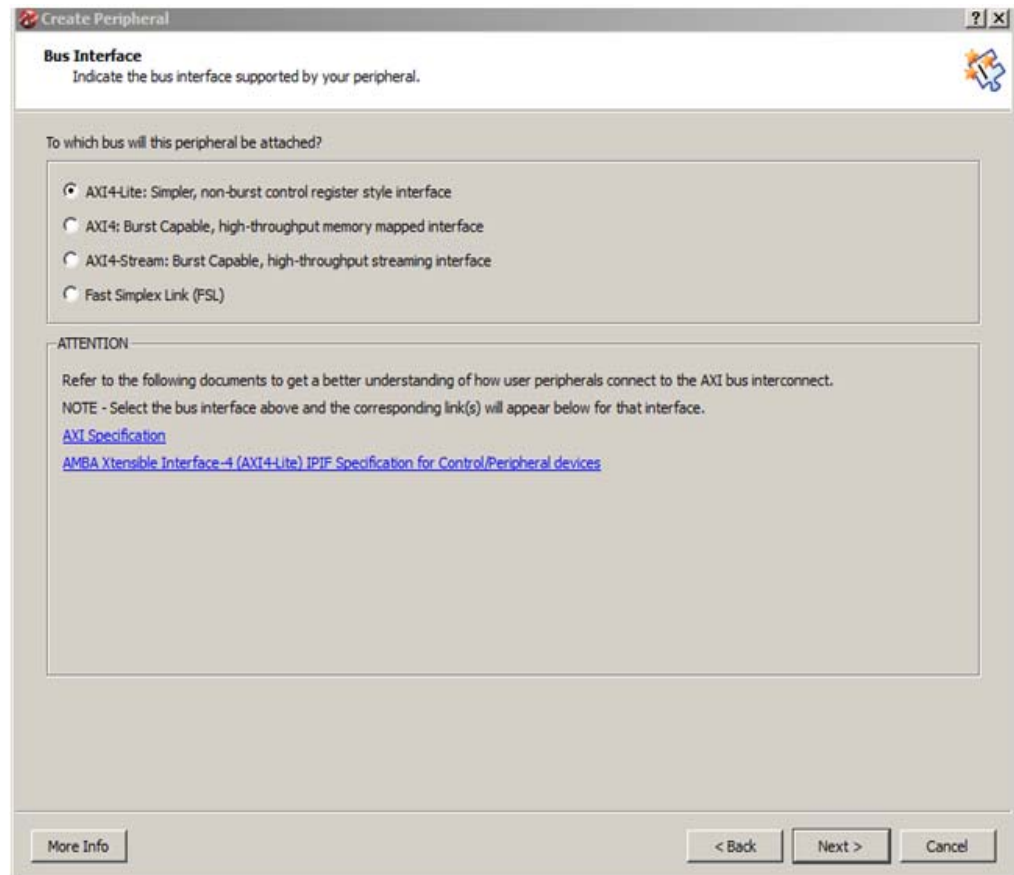 Create Peripheral
Bus Interface
Indicate the bus interface supported by your peripheral.
To which bus will this peripheral be attached?
AXI4-Lite: Simpler, non-burst control register style interface
AXI4: Burst Capable, high-throughput memory mapped interface
AXI4-Stream: Burst Capable, high-throughput streaming interface
Fast Simplex Link (FSL)
ATTENTION
Refer to the following documents to get a better understanding of how user peripherals connect to the AXI bus interconnect.
NOTE - Select the bus interface above and the corresponding link(s) will appear below for that interface.
AXI Specification
AMBA Xtensible Interface-4 (AXI4-Lite) IPIF Specification for Control/Peripheral devices
More Info
< Back
Next >
Cancel